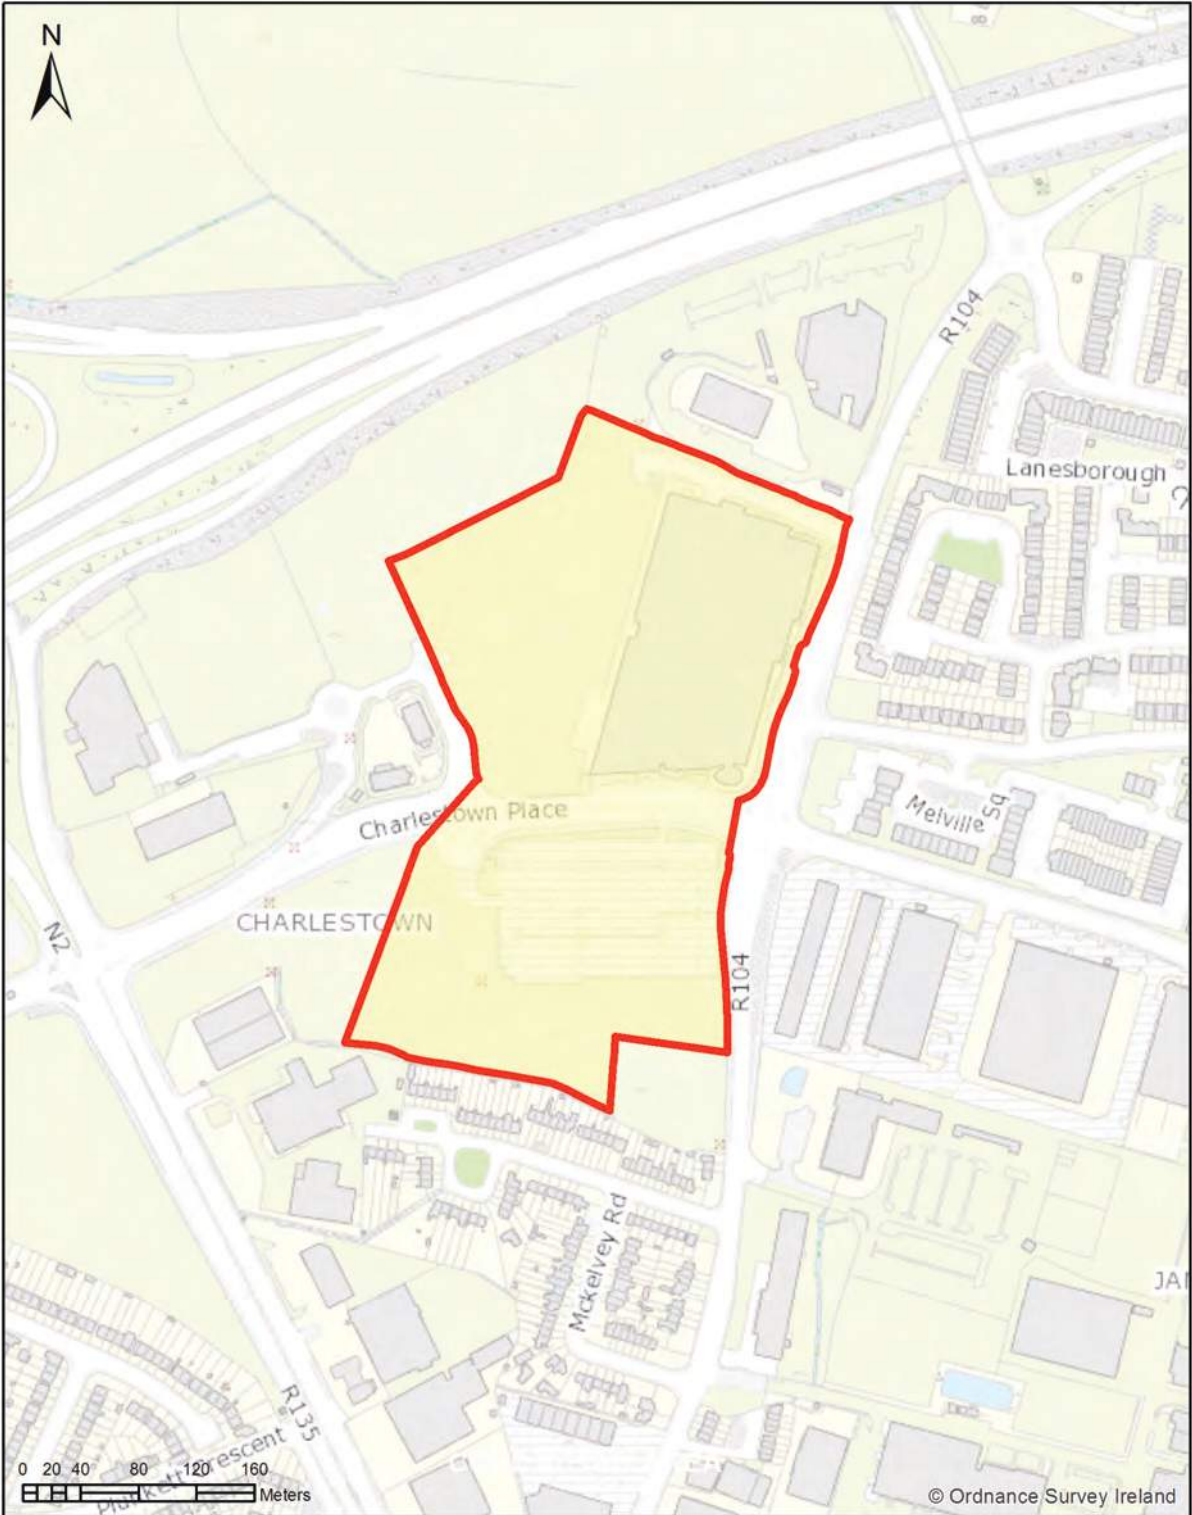 N
R104
Lanesborough
Charlestown Place
Melville Sq
CHARLESTOWN
N2
R104
Mckelvey Rd
JA
R135
Plunkett Crescent
0 20 40 80 120 160
Meters
© Ordnance Survey Ireland